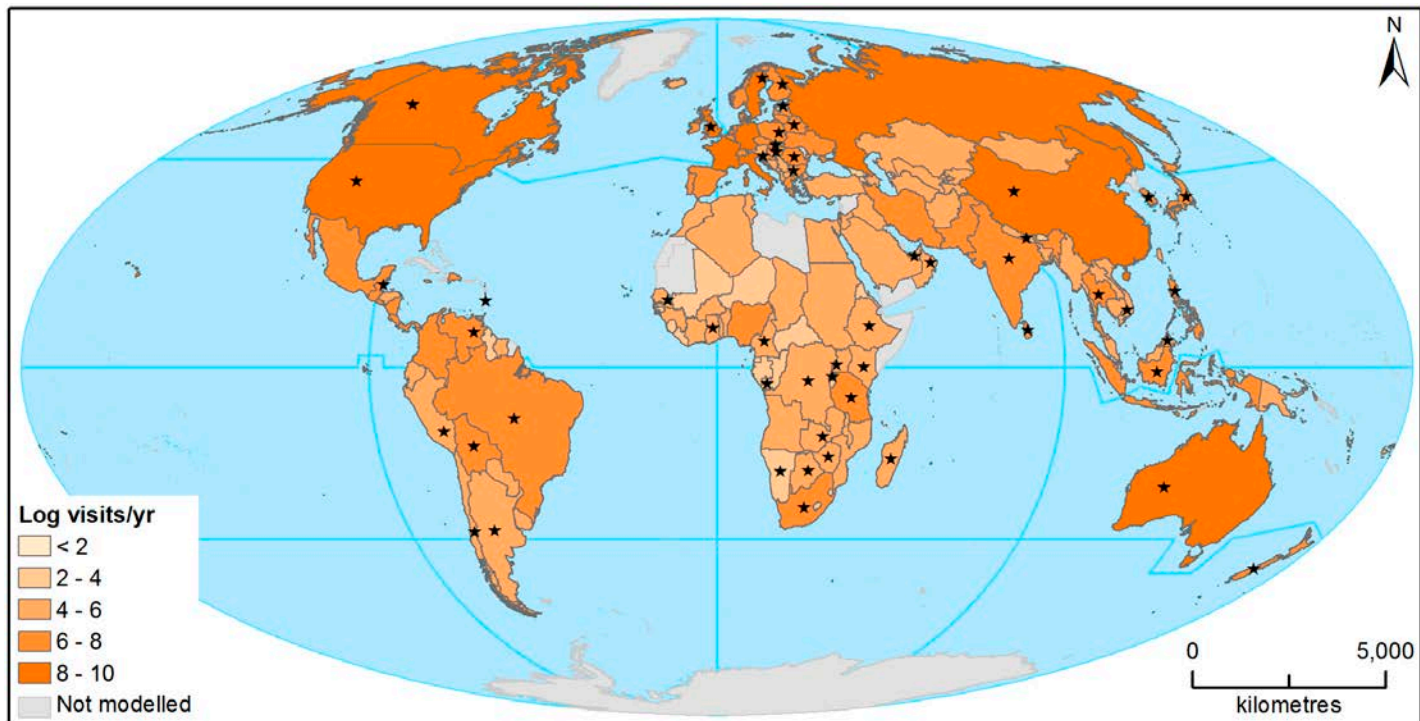 N
Log visits/yr
< 2
2 - 4
4 - 6
6 - 8
8 - 10
Not modelled
0 5,000
kilometres